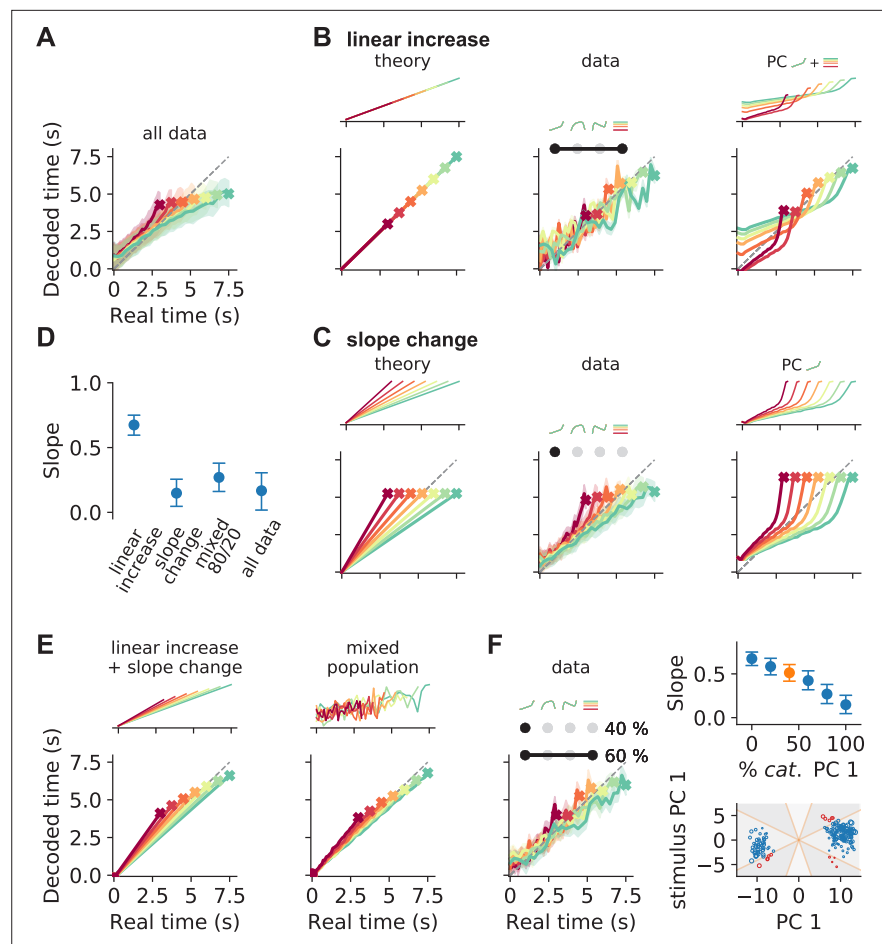 A
all data
Decoded time (s)
7.5
5.0
2.5
0.0
0 2.5 5 7.5
Real time (s)
B linear increase
theory
data
PC +
D
Slope
1.0
0.5
0.0
linear
increase
slope
change
mixed
80/20
all data
C slope change
theory
data
PC
E
linear increase
+ slope change
mixed
population
Decoded time (s)
7.5
5.0
2.5
0.0
0 2.5 5 7.5
Real time (s)
0 2.5 5 7.5
Real time (s)
F
data
40 %
60 %
0 2.5 5 7.5
Real time (s)
Slope
0.5
0.0
0 50 100
% cat. PC 1
stimulus PC 1
5
0
−5
−10 0 10
PC 1